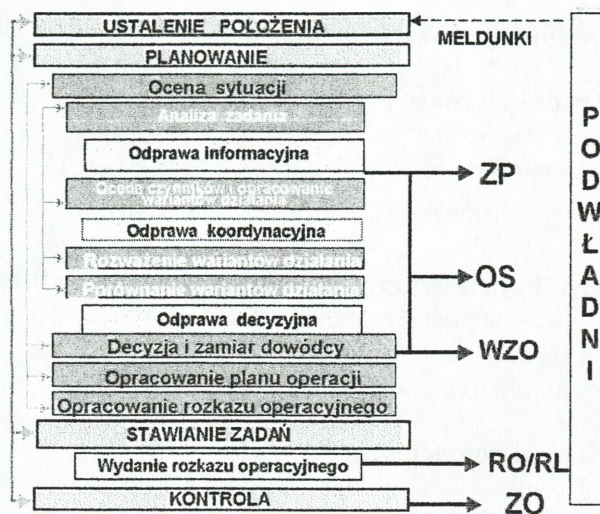 USTALENIE POŁOŻENIA
MELDUNKI
PLANOWANIE
Ocena sytuacji
Analiza zadania
Odprawa informacyjna
ZP
Ocena czynników i opracowanie
wariantów działania
Odprawa koordynacyjna
Rozważenie wariantów działania
OS
Porównanie wariantów działania
Odprawa decyzyjna
Decyzja i zamiar dowódcy
WZO
Opracowanie planu operacji
Opracowanie rozkazu operacyjnego
STAWIANIE ZADAŃ
Wydanie rozkazu operacyjnego
RO/RL
KONTROLA
ZO
PODWŁADNI